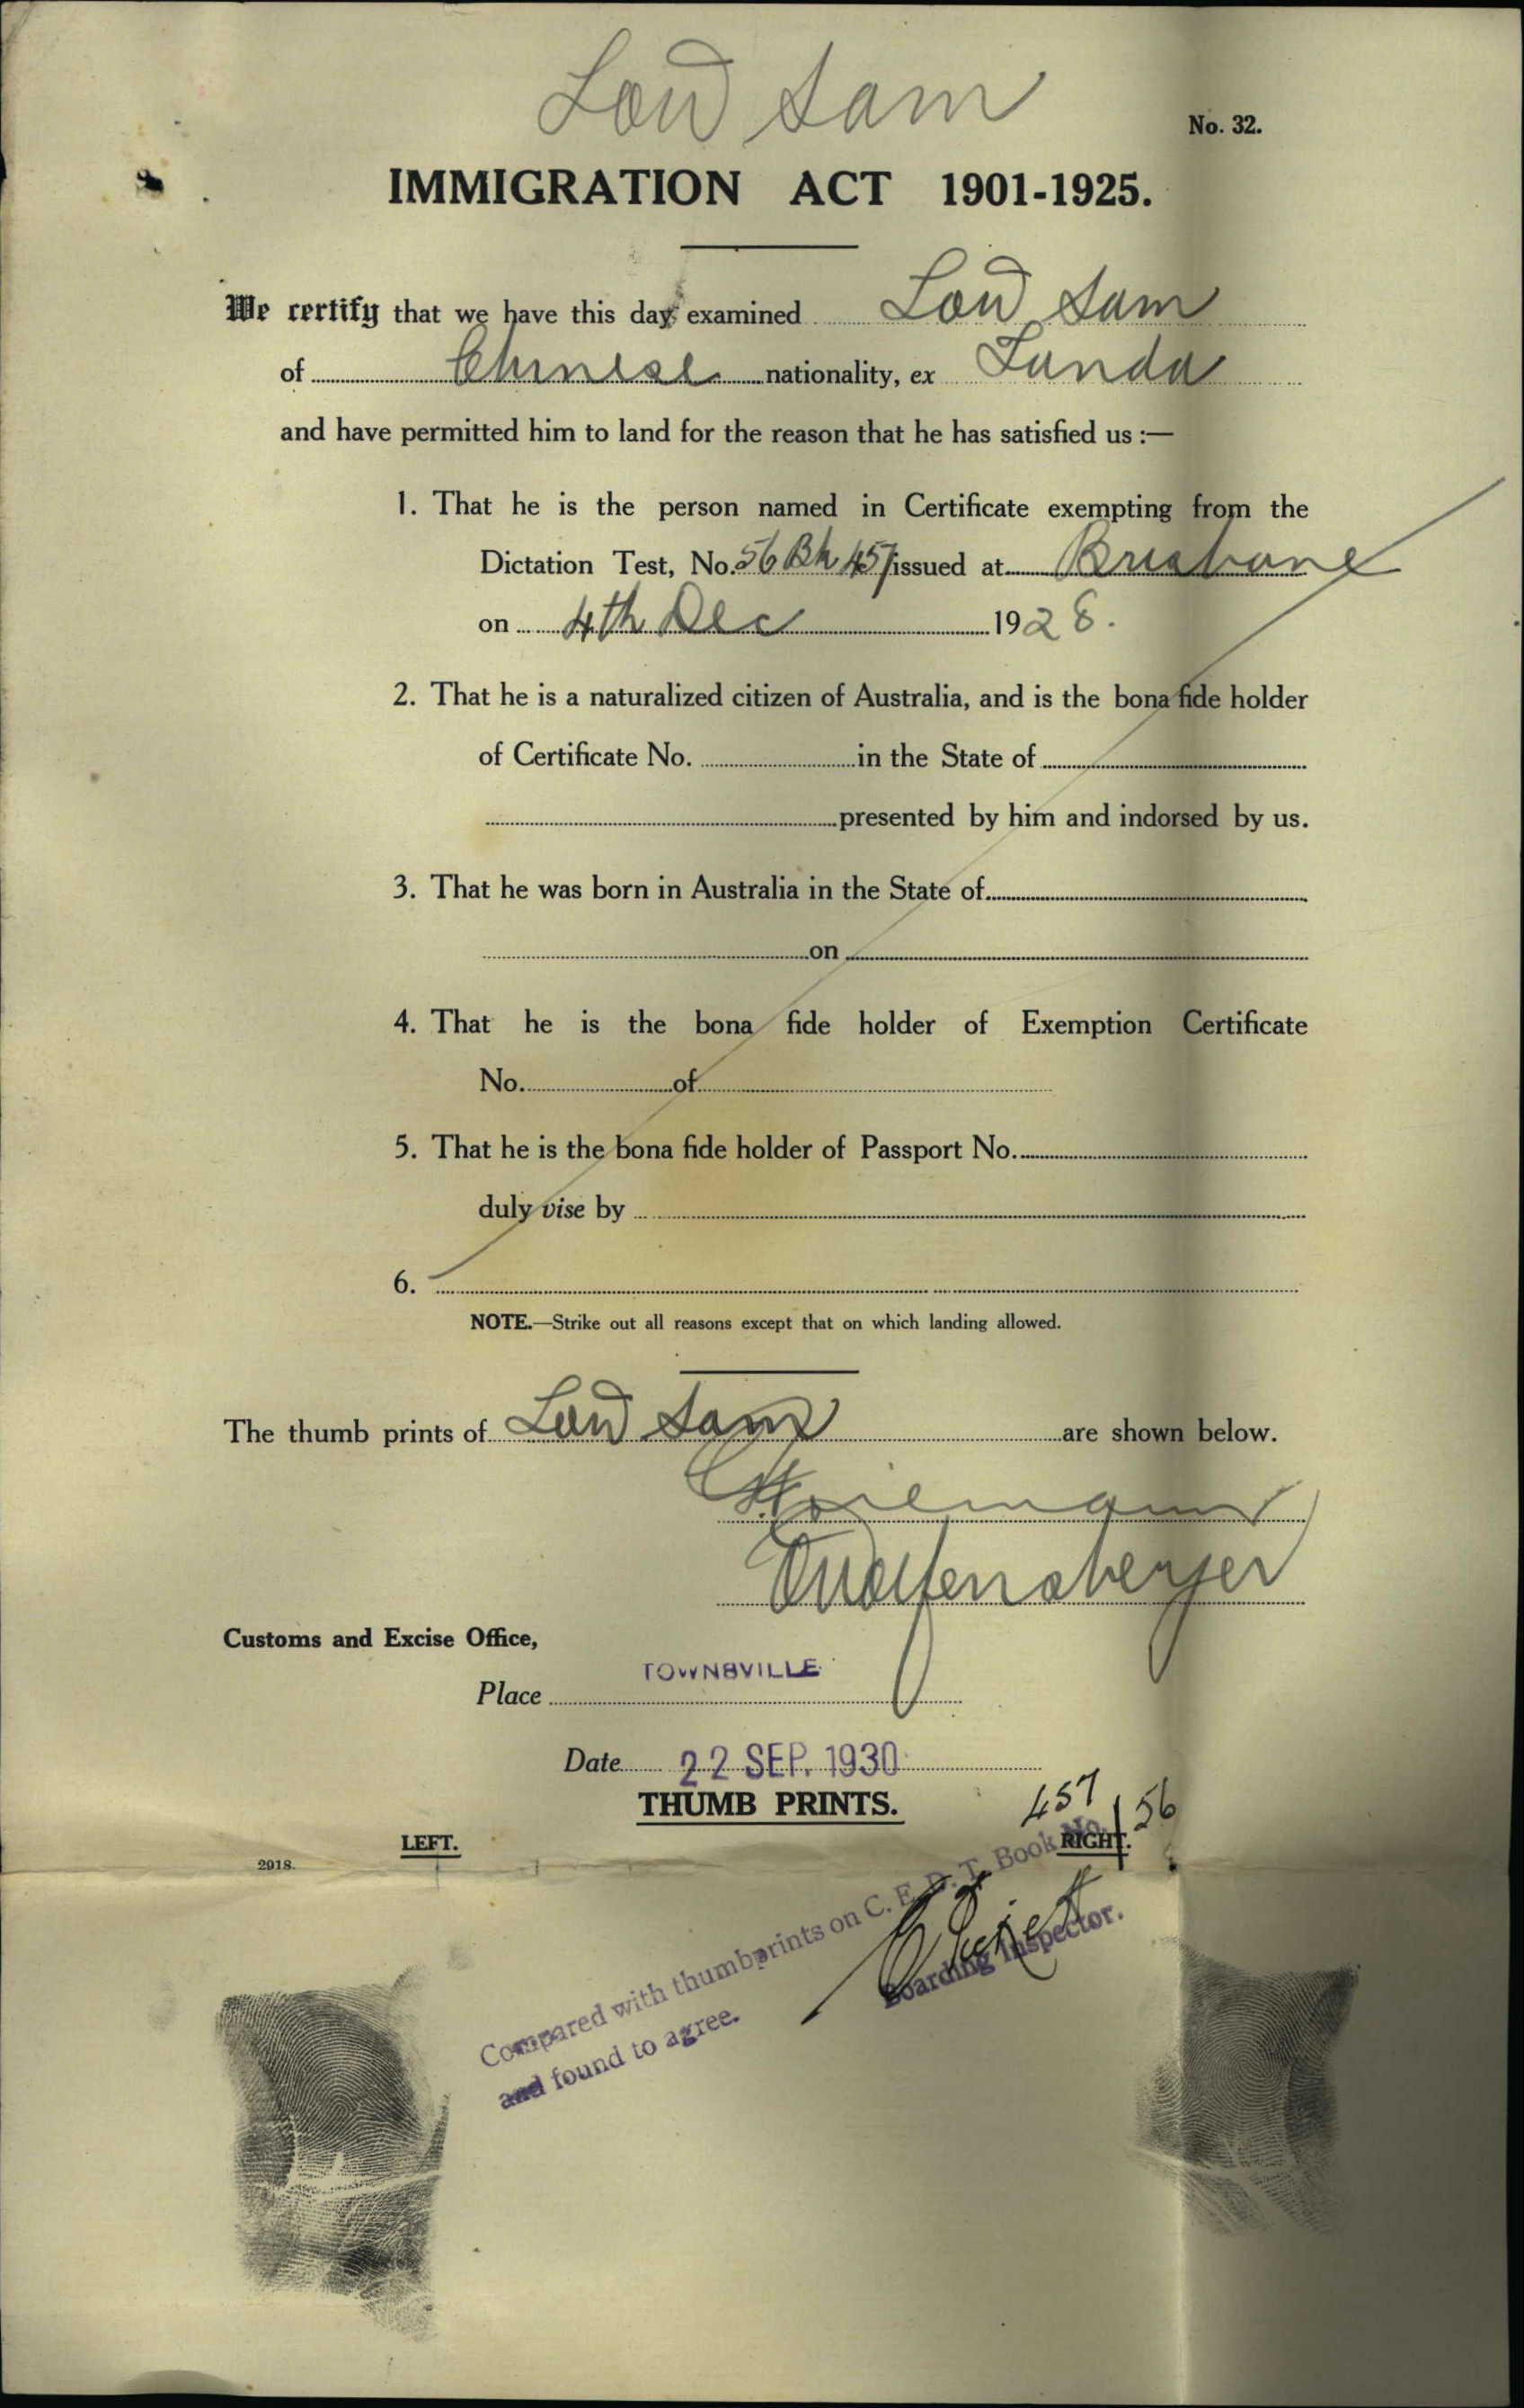 Low Sam
No. 32.
IMMIGRATION ACT 1901-1925.
We certify that we have this day examined Low Sam
of Chinese nationality, ex Tanda
and have permitted him to land for the reason that he has satisfied us :—
1. That he is the person named in Certificate exempting from the
Dictation Test, No. 56 Bk 457 issued at Brisbane
on 4th Dec 1928.
2. That he is a naturalized citizen of Australia, and is the bona fide holder
of Certificate No. in the State of
presented by him and indorsed by us.
3. That he was born in Australia in the State of
on
4. That he is the bona fide holder of Exemption Certificate
No. of
5. That he is the bona fide holder of Passport No.
duly vise by
6.
NOTE.—Strike out all reasons except that on which landing allowed.
The thumb prints of Low Sam are shown below.
Customs and Excise Office,
Place TOWNSVILLE
Date 22 SEP. 1930
THUMB PRINTS.
457/56
LEFT. RIGHT.
2918.
Compared with thumbprints on C. E. D. T. Book No.
and found to agree.
Boarding Inspector.